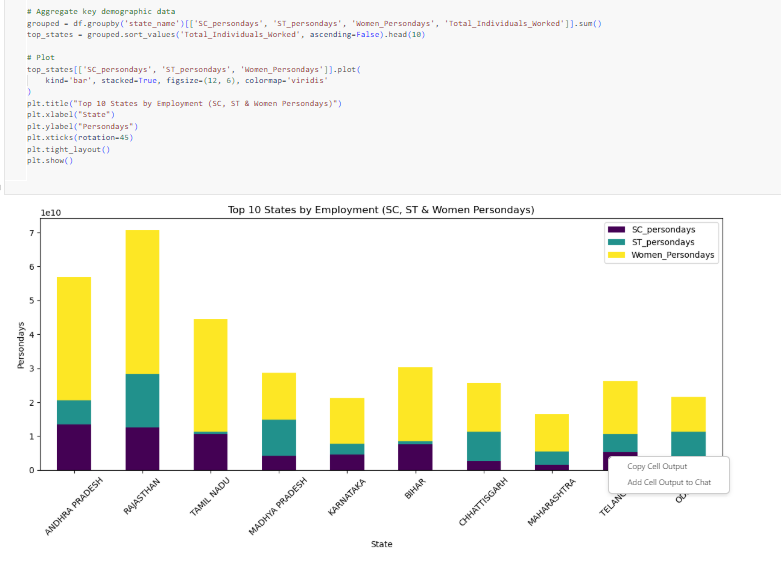 # Aggregate key demographic data
grouped = df.groupby('state_name')[['SC_persondays', 'ST_persondays', 'Women_Persondays', 'Total_Individuals_Worked']].sum()
top_states = grouped.sort_values('Total_Individuals_Worked', ascending=False).head(10)
# Plot
top_states[['SC_persondays', 'ST_persondays', 'Women_Persondays']].plot(
    kind='bar', stacked=True, figsize=(12, 6), colormap='viridis'
)
plt.title("Top 10 States by Employment (SC, ST & Women Persondays)")
plt.xlabel("State")
plt.ylabel("Persondays")
plt.xticks(rotation=45)
plt.tight_layout()
plt.show()
Top 10 States by Employment (SC, ST & Women Persondays)
1e10
SC_persondays
ST_persondays
Women_Persondays
7
6
5
4
3
2
1
0
Persondays
ANDHRA PRADESH
RAJASTHAN
TAMIL NADU
MADHYA PRADESH
KARNATAKA
BIHAR
CHHATTISGARH
MAHARASHTRA
Copy Cell Output
Add Cell Output to Chat
State